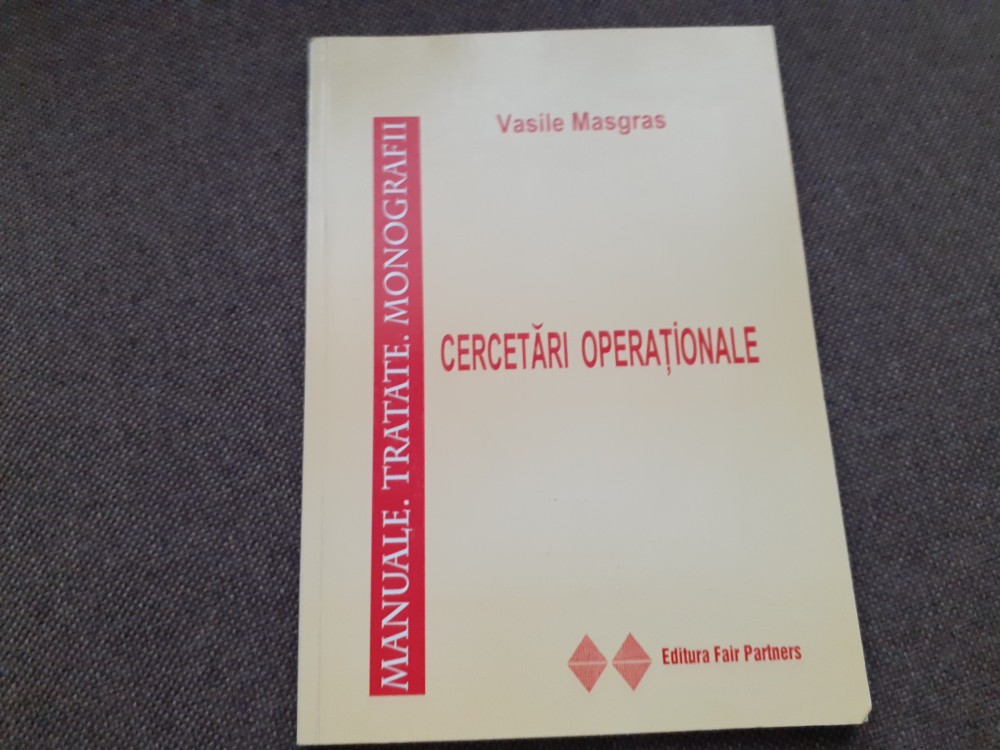 Vasile Masgras
MANUALE. TRATATE. MONOGRAFII
CERCETĂRI OPERAȚIONALE
Editura Fair Partners